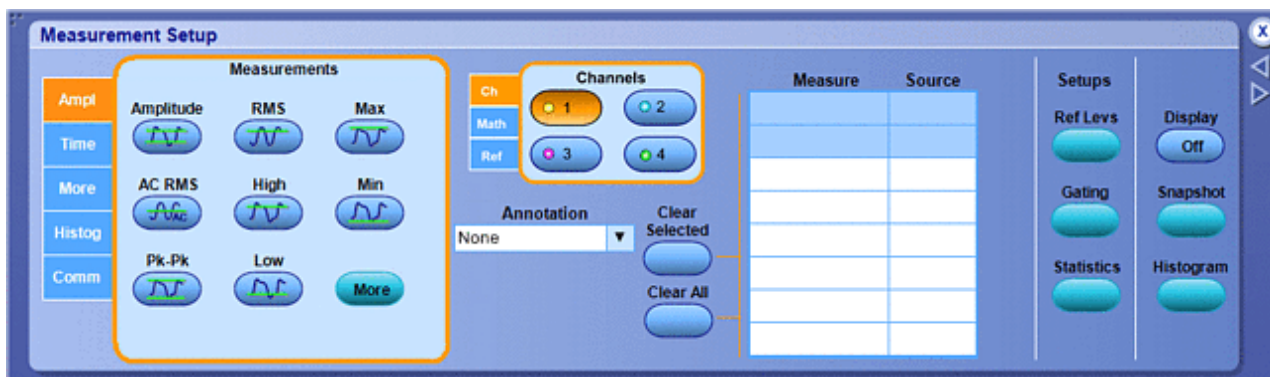 Measurement Setup
X
Ampl
Time
More
Histog
Comm
Measurements
Amplitude
RMS
Max
AC RMS
AC
High
Min
Pk-Pk
Low
More
Ch
Math
Ref
Channels
1
2
3
4
Annotation
None
Clear
Selected
Clear All
Measure
Source
Setups
Ref Levs
Gating
Statistics
Display
Off
Snapshot
Histogram